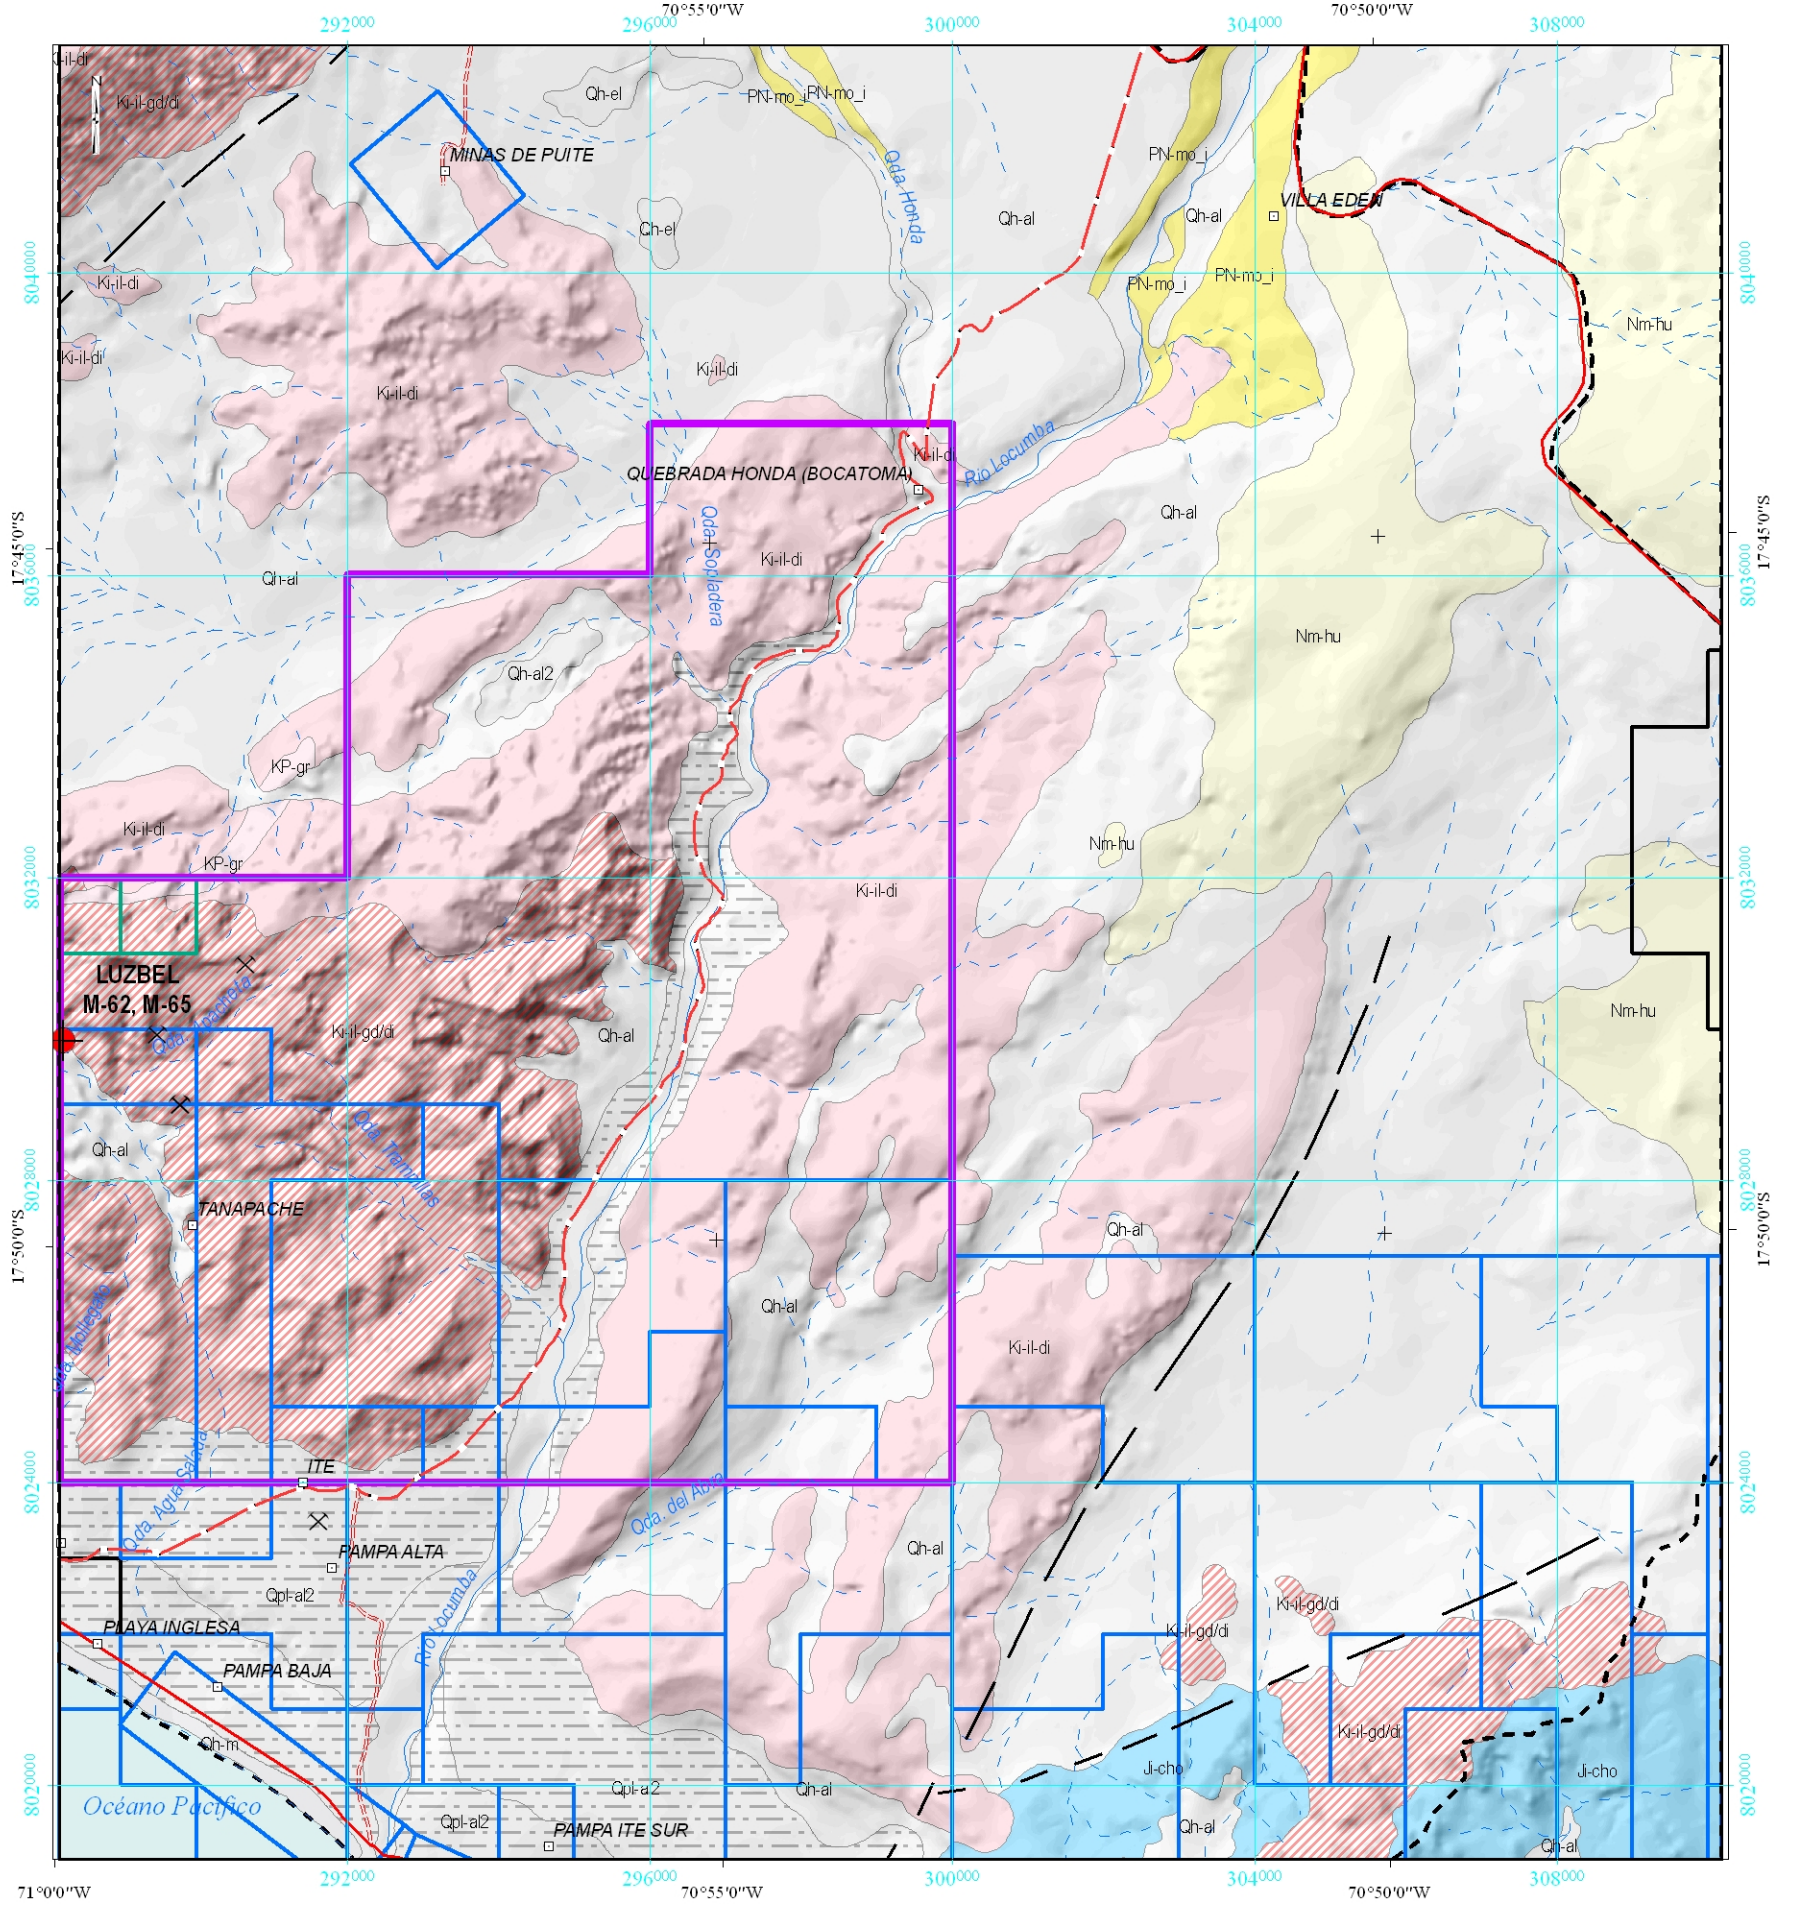 70°55'0"W
70°50'0"W
292000
296000
300000
304000
308000
-il-di
N
Ki-il-gd/di
Qh-el
PN-mo_i
PN-mo_i
MINAS DE PUITE
PN-mo_i
Qda. Honda
Qh-el
Qh-al
Qh-al
VILLA EDEN
8040000
8040000
Ki-il-di
PN-mo_i
PN-mo_i
Nm-hu
Ki-il-di
Ki-il-di
Ki-il-di
Rio Locumba
Ki-il-di
QUEBRADA HONDA (BOCATOMA)
Qh-al
17°45'0"S
17°45'0"S
Qda. Sopladera
Ki-il-di
8036000
8036000
Qh-al
Nm-hu
Qh-al2
KP-gr
Ki-il-di
Nm-hu
KP-gr
8032000
8032000
Ki-il-di
LUZBEL
M-62, M-65
Qda. Apacheta
Ki-il-gd/di
Qh-al
Nm-hu
Qda. Tramillas
Qh-al
8028000
8028000
TANAPACHE
Qh-al
17°50'0"S
17°50'0"S
Qda. Mollegato
Qh-al
Ki-il-di
ITE
8024000
8024000
Qda. Agua Salada
Qda. del Abra
PAMPA ALTA
Qh-al
Qpl-al2
Ki-il-gd/di
Rio Locumba
PLAYA INGLESA
Ki-il-gd/di
PAMPA BAJA
Ki-il-gd/di
Qh-m
Ji-cho
Ji-cho
8020000
8020000
Océano Pacífico
Qpl-al2
Qh-al
Qpl-al2
PAMPA ITE SUR
Qh-al
Qh-al
292000
296000
300000
304000
308000
71°0'0"W
70°55'0"W
70°50'0"W